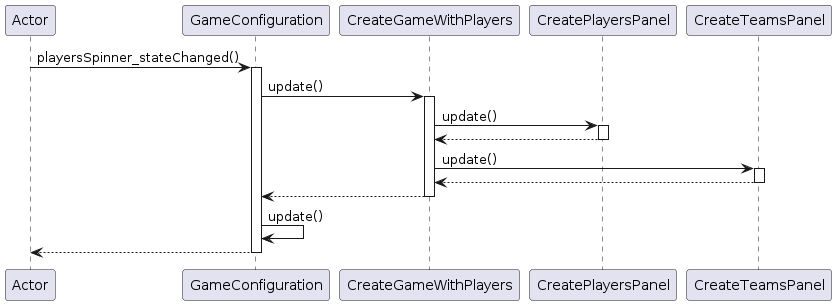 Actor
GameConfiguration
CreateGameWithPlayers
CreatePlayersPanel
CreateTeamsPanel
playersSpinner_stateChanged()
update()
update()
update()
update()
Actor
GameConfiguration
CreateGameWithPlayers
CreatePlayersPanel
CreateTeamsPanel